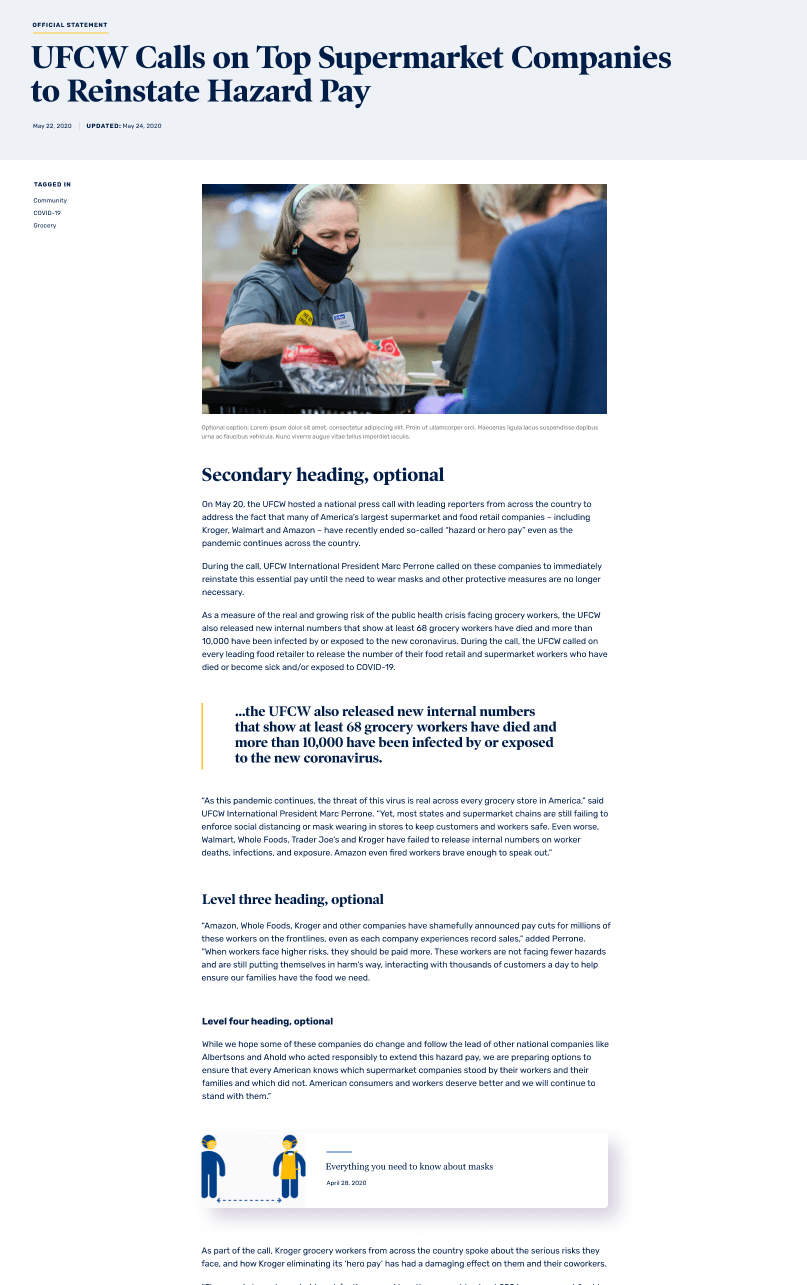 OFFICIAL STATEMENT
UFCW Calls on Top Supermarket Companies
to Reinstate Hazard Pay
May 22, 2020 UPDATED: May 24, 2020
TAGGED IN
Community
COVID-19
Grocery
Optional caption: Lorem ipsum dolor sit amet, consectetur adipiscing elit. Proin ut ullamcorper orci. Maecenas ligula lacus suspendisse dapibus
urna ac faucibus vehicula. Nunc viverra augue vitae tellus imperdiet iaculis.
Secondary heading, optional
On May 20, the UFCW hosted a national press call with leading reporters from across the country to
address the fact that many of America's largest supermarket and food retail companies – including
Kroger, Walmart and Amazon – have recently ended so-called “hazard or hero pay” even as the
pandemic continues across the country.
During the call, UFCW International President Marc Perrone called on these companies to immediately
reinstate this essential pay until the need to wear masks and other protective measures are no longer
necessary.
As a measure of the real and growing risk of the public health crisis facing grocery workers, the UFCW
also released new internal numbers that show at least 68 grocery workers have died and more than
10,000 have been infected by or exposed to the new coronavirus. During the call, the UFCW called on
every leading food retailer to release the number of their food retail and supermarket workers who have
died or become sick and/or exposed to COVID-19.
...the UFCW also released new internal numbers
that show at least 68 grocery workers have died and
more than 10,000 have been infected by or exposed
to the new coronavirus.
“As this pandemic continues, the threat of this virus is real across every grocery store in America,” said
UFCW International President Marc Perrone. “Yet, most states and supermarket chains are still failing to
enforce social distancing or mask wearing in stores to keep customers and workers safe. Even worse,
Walmart, Whole Foods, Trader Joe's and Kroger have failed to release internal numbers on worker
deaths, infections, and exposure. Amazon even fired workers brave enough to speak out.”
Level three heading, optional
“Amazon, Whole Foods, Kroger and other companies have shamefully announced pay cuts for millions of
these workers on the frontlines, even as each company experiences record sales,” added Perrone.
“When workers face higher risks, they should be paid more. These workers are not facing fewer hazards
and are still putting themselves in harm's way, interacting with thousands of customers a day to help
ensure our families have the food we need.
Level four heading, optional
While we hope some of these companies do change and follow the lead of other national companies like
Albertsons and Ahold who acted responsibly to extend this hazard pay, we are preparing options to
ensure that every American knows which supermarket companies stood by their workers and their
families and which did not. American consumers and workers deserve better and we will continue to
stand with them.”
Everything you need to know about masks
April 28, 2020
As part of the call, Kroger grocery workers from across the country spoke about the serious risks they
face, and how Kroger eliminating its 'hero pay' has had a damaging effect on them and their coworkers.